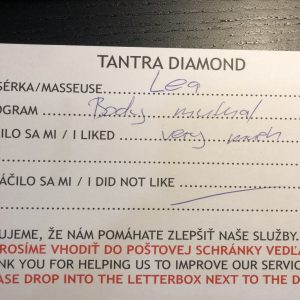 TANTRA DIAMOND
SÉRKA/MASSEUSE Lea
OGRAM Body mutual
ILO SA MI / I LIKED very much
ÁČILO SA MI / I DID NOT LIKE
UJEME, ŽE NÁM POMÁHATE ZLEPŠIŤ NAŠE SLUŽBY.
ROSÍME VHODIŤ DO POŠTOVEJ SCHRÁNKY VEDĽA
NK YOU FOR HELPING US TO IMPROVE OUR SERVIC
ASE DROP INTO THE LETTERBOX NEXT TO THE D